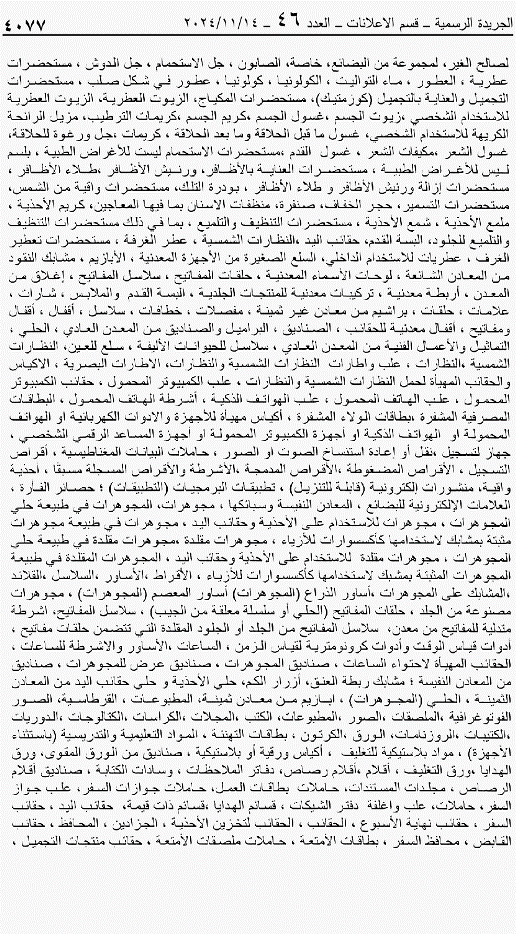 الجريدة الرسمية ــ قسم الاعلانات ــ العدد ٤٦ ــ ٢٠٢٤/١١/١٤ ٤٠٧٧
لصالح الغير، لمجموعة من البضائع، خاصة، الصابون ، جل الاستحمام ، جل الدوش ، مستحضرات
عطرية ، العطور ، ماء التواليت ، الكولونيا ، كولونيا ، عطور في شكل صلب ، مستحضرات
التجميل والعناية بالتجميل (كوزمتيك)، مستحضرات المكياج، الزيوت العطرية، الزيوت العطرية
للاستخدام الشخصي ،زيوت الجسم ،غسول الجسم ،كريم الجسم ،كريمات الترطيب، مزيل الرائحة
الكريهة للاستخدام الشخصي، غسول ما قبل الحلاقة وما بعد الحلاقة ، كريمات ،جل ورغوة للحلاقة،
غسول الشعر ،مكيفات الشعر ، غسول القدم ،مستحضرات الاستحمام ليست للأغراض الطبية ، بلسم
ليس للأغراض الطبية ، مستحضرات العناية بالأظافر، ورنيش الأظافر ،طلاء الأظافر ،
مستحضرات إزالة ورنيش الأظافر و طلاء الأظافر ، بودرة التلك، مستحضرات واقية من الشمس،
مستحضرات التسمير، حجر الخفاف، صنفرة، منظفات الاسنان بما فيها المعاجين، كريم الأحذية ،
ملمع الأحذية ، شمع الأحذية ، مستحضرات التنظيف والتلميع ، بما في ذلك مستحضرات التنظيف
والتلميع للجلود، البسة القدم، حقائب اليد ،النظارات الشمسية ، عطر الغرفة ، مستحضرات تعطير
الغرف ، عطريات للاستخدام الداخلي، السلع الصغيرة من الأجهزة المعدنية ، الأبازيم ، مشابك النقود
من المعادن الشائعة ، لوحات الأسماء المعدنية ، حلقات المفاتيح ، سلاسل المفاتيح ، إغلاق من
المعدن ، أربطة معدنية ، تركيبات معدنية للمنتجات الجلدية ، البسة القدم والملابس ، شارات ،
علامات ، حلقات ، براشيم من معادن غير ثمينة ، مفصلات ، خطافات ، سلاسل ، أقفال ، أقفال
ومفاتيح ، أقفال معدنية للحقائب ، الصناديق ، البراميل والصناديق من المعدن العادي ، الحلي ،
التماثيل والأعمال الفنية من المعدن العادي ، سلاسل للحيوانات الأليفة ، سلع للعين، النظارات
الشمسية ،النظارات ، علب واطارات النظارات الشمسية والنظارات، الاطارات البصرية ، الاكياس
والحقائب المهيأة لحمل النظارات الشمسية والنظارات ، علب الكمبيوتر المحمول ، حقائب الكمبيوتر
المحمول ، علب الهاتف المحمول ، علب الهواتف الذكية ، أشرطة الهاتف المحمول ، البطاقات
المصرفية المشفرة ،بطاقات الولاء المشفرة ، أكياس مهيأة للأجهزة والادوات الكهربائية او الهواتف
المحمولة او الهواتف الذكية او أجهزة الكمبيوتر المحمولة او أجهزة المساعد الرقمي الشخصي ،
جهاز لتسجيل ،نقل أو إعادة استنساخ الصوت او الصور ، حاملات البيانات المغناطيسية ، أقراص
التسجيل ، الأقراص المضغوطة ،الأقراص المدمجة ،الأشرطة والأقراص المسجلة مسبقا ، أحذية
واقية، منشورات إلكترونية (قابلة للتنزيل) ، تطبيقات البرمجيات (التطبيقات) ؛ حصائر الفأرة ،
العلامات الإلكترونية للبضائع ، المعادن النفيسة وسبائكها ، مجوهرات، المجوهرات في طبيعة حلي
المجوهرات ، مجوهرات للاستخدام على الأحذية وحقائب اليد ، المجوهرات في طبيعة مجوهرات
مثبتة بمشابك لاستخدامها كأكسسوارات للأزياء ، مجوهرات مقلدة ،مجوهرات مقلدة في طبيعة حلي
المجوهرات ، مجوهرات مقلدة للاستخدام على الأحذية وحقائب اليد ، المجوهرات المقلدة في طبيعة
المجوهرات المثبتة بمشبك لاستخدامها كأكسسوارات للأزياء ، الأقراط ،الأساور ،السلاسل ،القلائد
،المشابك على المجوهرات ،أساور الذراع (المجوهرات) أساور المعصم (المجوهرات) ، مجوهرات
مصنوعة من الجلد ، حلقات المفاتيح (الحلي أو سلسلة معلقة من الجيب) ، سلاسل المفاتيح، اشرطة
متدلية للمفاتيح من معدن، سلاسل المفاتيح من الجلد أو الجلود المقلدة التي تتضمن حلقات مفاتيح ،
أدوات قياس الوقت وأدوات كرونومترية لقياس الزمن ، الساعات ،الأساور والاشرطة للساعات ،
الحقائب المهيأة لاحتواء الساعات ، صناديق المجوهرات ، صناديق عرض للمجوهرات ، صناديق
من المعادن النفيسة ؛ مشابك ربطة العنق، أزرار الكم، حلي الأحذية و حلي حقائب اليد من المعادن
الثمينة ، الحلي (المجوهرات) ، ابازيم من معادن ثمينة، المطبوعات ، القرطاسية، الصور
الفوتوغرافية ،الملصقات ،الصور ،المطبوعات، الكتب ،المجلات ،الكراسات ،الكتالوجات ،الدوريات
،الكتيبات ،الروزنامات، الورق ،الكرتون ، بطاقات التهنئة ، المواد التعليمية والتدريسية (باستثناء
الأجهزة) ، مواد بلاستيكية للتغليف ، أكياس ورقية أو بلاستيكية ، صناديق من الورق المقوى، ورق
الهدايا ،ورق التغليف ، أقلام ،أقلام رصاص، دفاتر الملاحظات ، وسادات الكتابة ، صناديق أقلام
الرصاص ، مجلدات المستندات، حاملات بطاقات العمل، حاملات جوازات السفر، علب جواز
السفر، حاملات، علب واغلفة دفتر الشيكات ، قسائم الهدايا ،قسائم ذات قيمة، حقائب اليد ، حقائب
السفر ، حقائب نهاية الأسبوع ، الحقائب ، الحقائب لتخزين الأحذية ، الجزادين ، المحافظ ، حقائب
القابض ، محافظ السفر ، بطاقات الأمتعة ، حاملات ملصقات الأمتعة ، حقائب منتجات التجميل ،